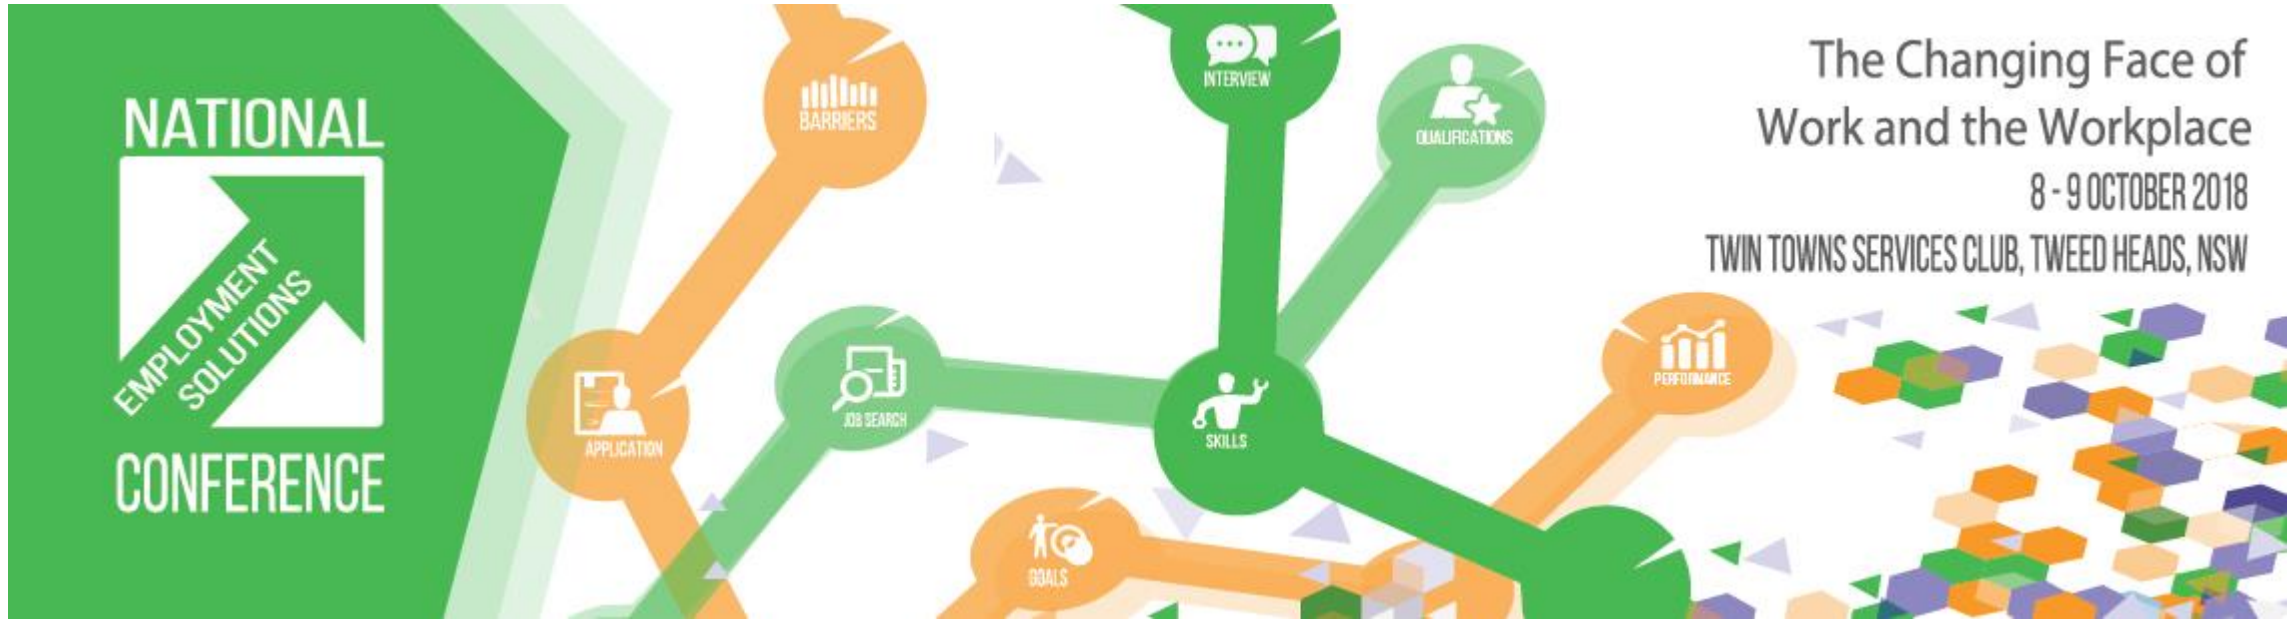 NATIONAL
EMPLOYMENT
SOLUTIONS
CONFERENCE
BARRIERS
APPLICATION
JOB SEARCH
GOALS
INTERVIEW
QUALIFICATIONS
SKILLS
PERFORMANCE
The Changing Face of
Work and the Workplace
8 - 9 OCTOBER 2018
TWIN TOWNS SERVICES CLUB, TWEED HEADS, NSW